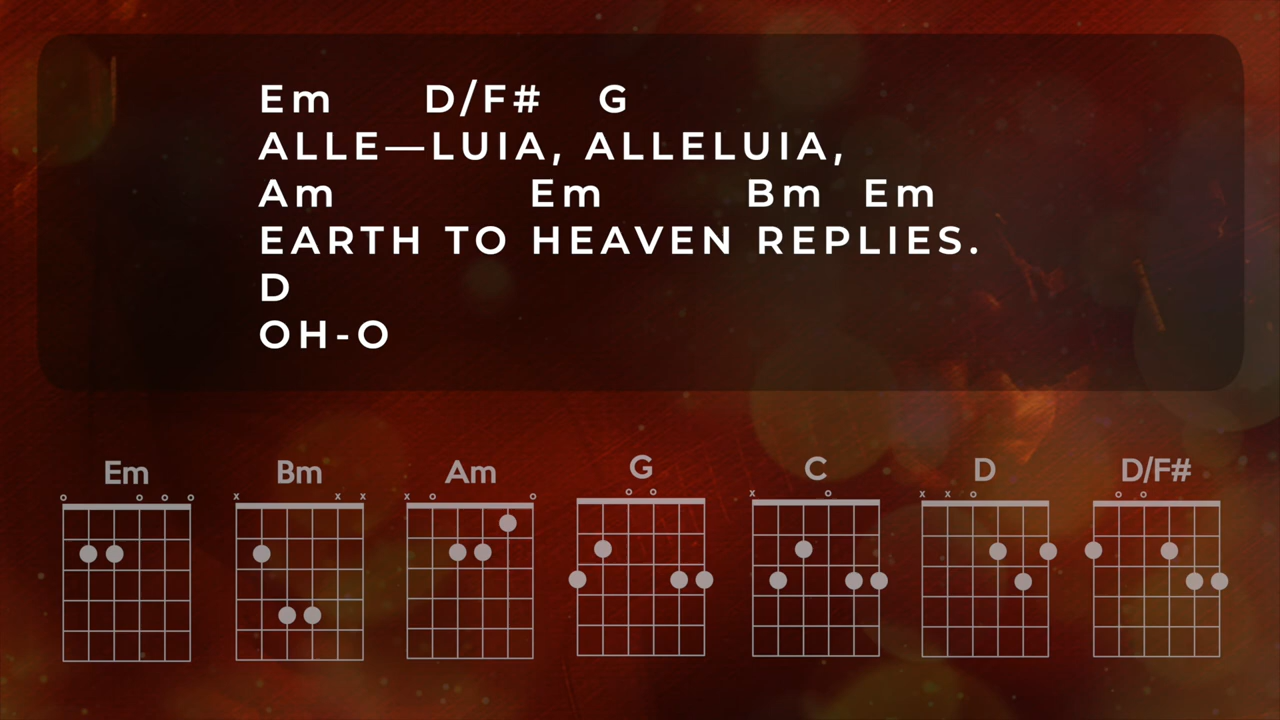 Em D/F# G
ALLE—LUIA, ALLELUIA,
Am Em Bm Em
EARTH TO HEAVEN REPLIES.
D
OH-O
Em Bm Am G C D D/F#
o o o o x x x x o o o o x o x x o o o